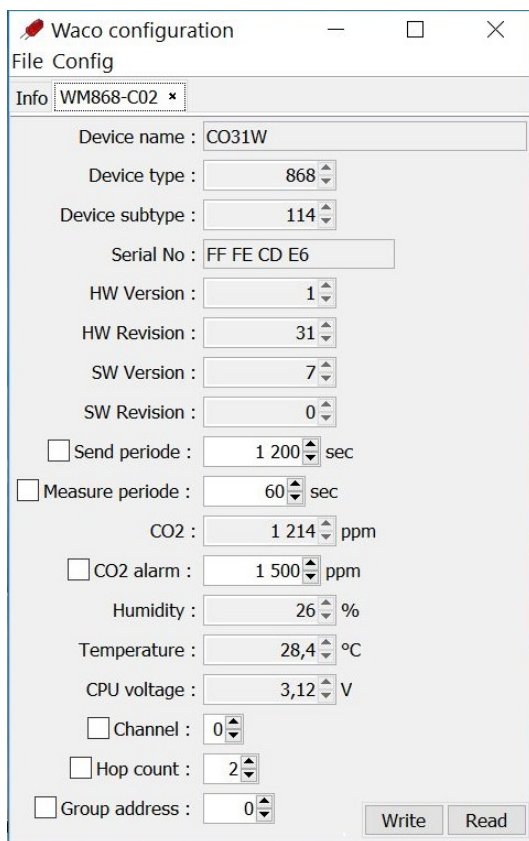 Waco configuration
File Config
Info WM868-C02 ×
Device name : CO31W
Device type : 868
Device subtype : 114
Serial No : FF FE CD E6
HW Version : 1
HW Revision : 31
SW Version : 7
SW Revision : 0
Send periode : 1 200 sec
Measure periode : 60 sec
CO2 : 1 214 ppm
CO2 alarm : 1 500 ppm
Humidity : 26 %
Temperature : 28,4 ºC
CPU voltage : 3,12 V
Channel : 0
Hop count : 2
Group address : 0
Write Read